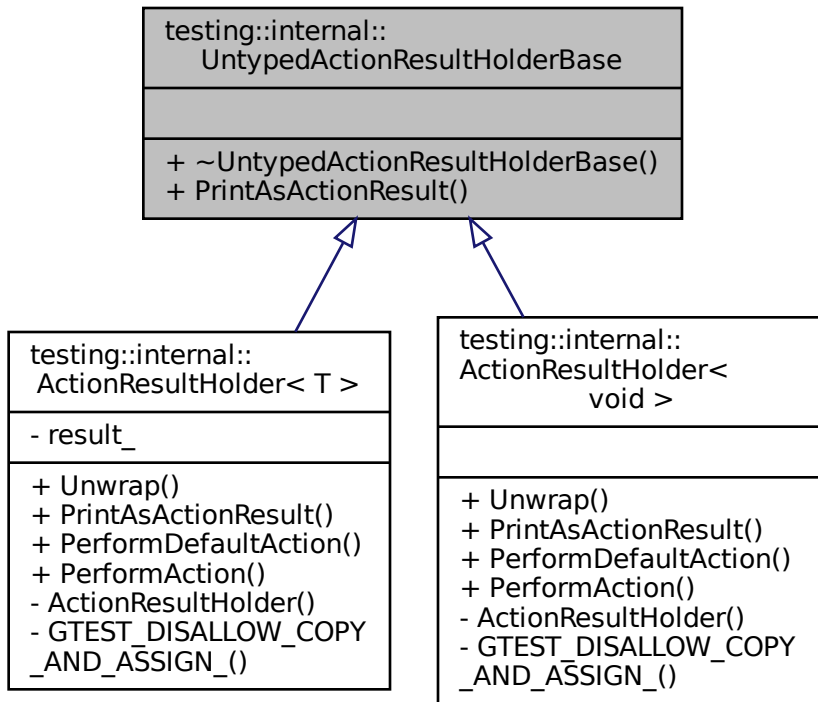 testing::internal::
UntypedActionResultHolderBase
+ ~UntypedActionResultHolderBase()
+ PrintAsActionResult()
testing::internal::
ActionResultHolder< T >
- result_
+ Unwrap()
+ PrintAsActionResult()
+ PerformDefaultAction()
+ PerformAction()
- ActionResultHolder()
- GTEST_DISALLOW_COPY
_AND_ASSIGN_()
testing::internal::
ActionResultHolder<
void >
+ Unwrap()
+ PrintAsActionResult()
+ PerformDefaultAction()
+ PerformAction()
- ActionResultHolder()
- GTEST_DISALLOW_COPY
_AND_ASSIGN_()